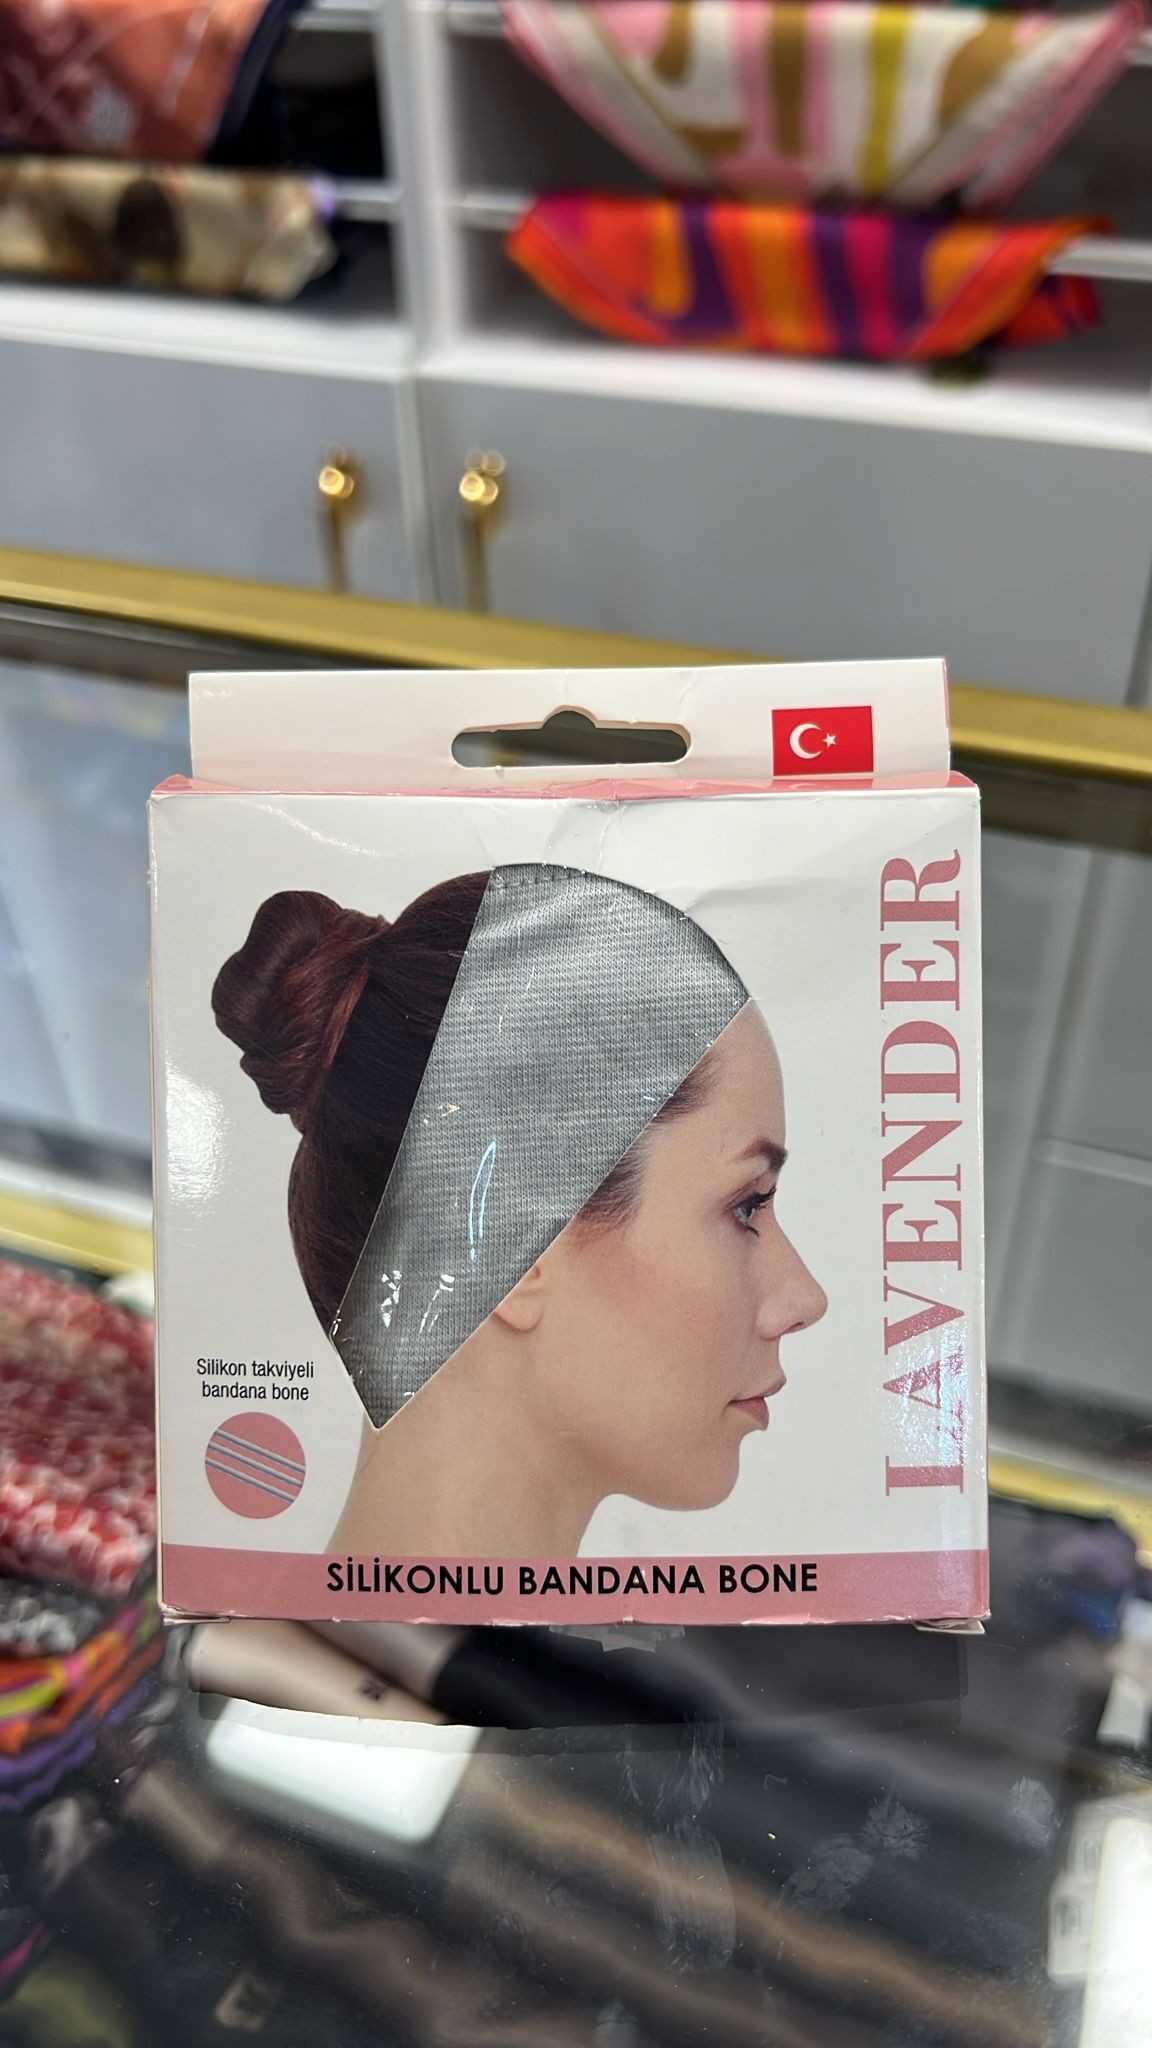 LAVENDER
Silikon takviyeli
bandana bone
SİLİKONLU BANDANA BONE